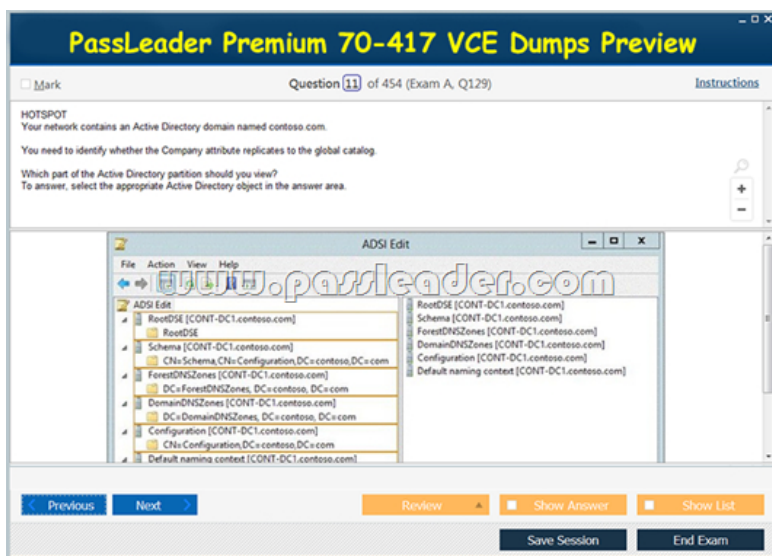 PassLeader Premium 70-417 VCE Dumps Preview
Mark
Question 11 of 454 (Exam A, Q129)
Instructions
HOTSPOT
Your network contains an Active Directory domain named contoso.com.
You need to identify whether the Company attribute replicates to the global catalog.
Which part of the Active Directory partition should you view?
To answer, select the appropriate Active Directory object in the answer area.
ADSI Edit
File Action View Help
www.passleader.com
ADSI Edit
RootDSE [CONT-DC1.contoso.com]
RootDSE
Schema [CONT-DC1.contoso.com]
CN=Schema,CN=Configuration,DC=contoso,DC=com
ForestDNSZones [CONT-DC1.contoso.com]
DC=ForestDNSZones, DC=contoso, DC=com
DomainDNSZones [CONT-DC1.contoso.com]
DC=DomainDNSZones, DC=contoso, DC=com
Configuration [CONT-DC1.contoso.com]
CN=Configuration,DC=contoso,DC=com
Default naming context [CONT-DC1.contoso.com]
RootDSE [CONT-DC1.contoso.com]
Schema [CONT-DC1.contoso.com]
ForestDNSZones [CONT-DC1.contoso.com]
DomainDNSZones [CONT-DC1.contoso.com]
Configuration [CONT-DC1.contoso.com]
Default naming context [CONT-DC1.contoso.com]
Previous
Next
Review
Show Answer
Show List
Save Session
End Exam